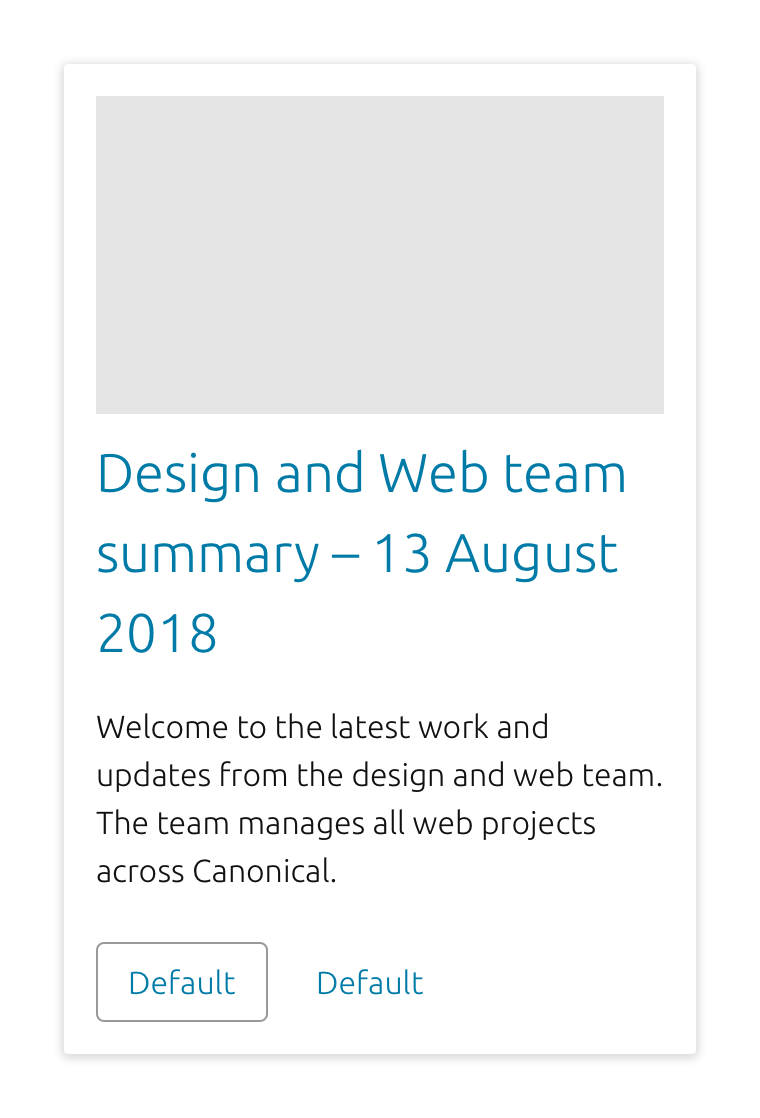 Design and Web team
summary – 13 August
2018
Welcome to the latest work and
updates from the design and web team.
The team manages all web projects
across Canonical.
Default Default